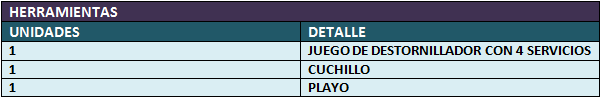 HERRAMIENTAS
UNIDADES DETALLE
1 JUEGO DE DESTORNILLADOR CON 4 SERVICIOS
1 CUCHILLO
1 PLAYO